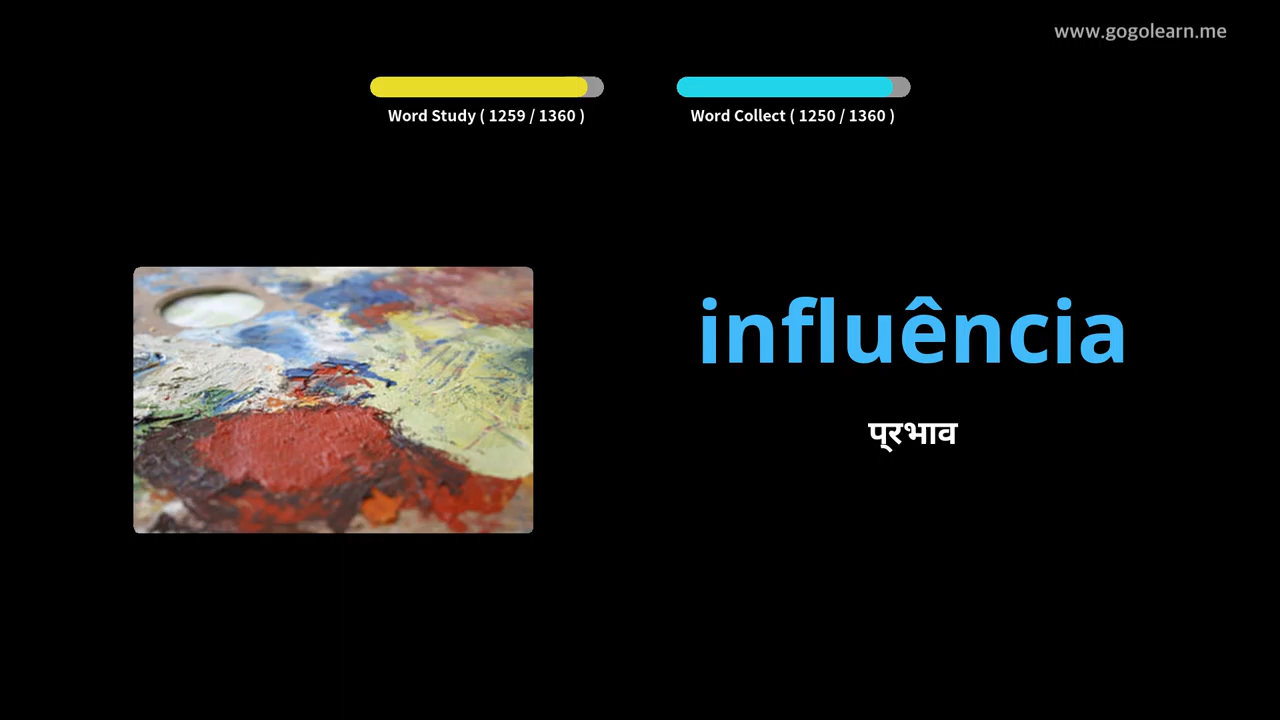 www.gogolearn.me
Word Study ( 1259 / 1360 )
Word Collect ( 1250 / 1360 )
influência
प्रभाव